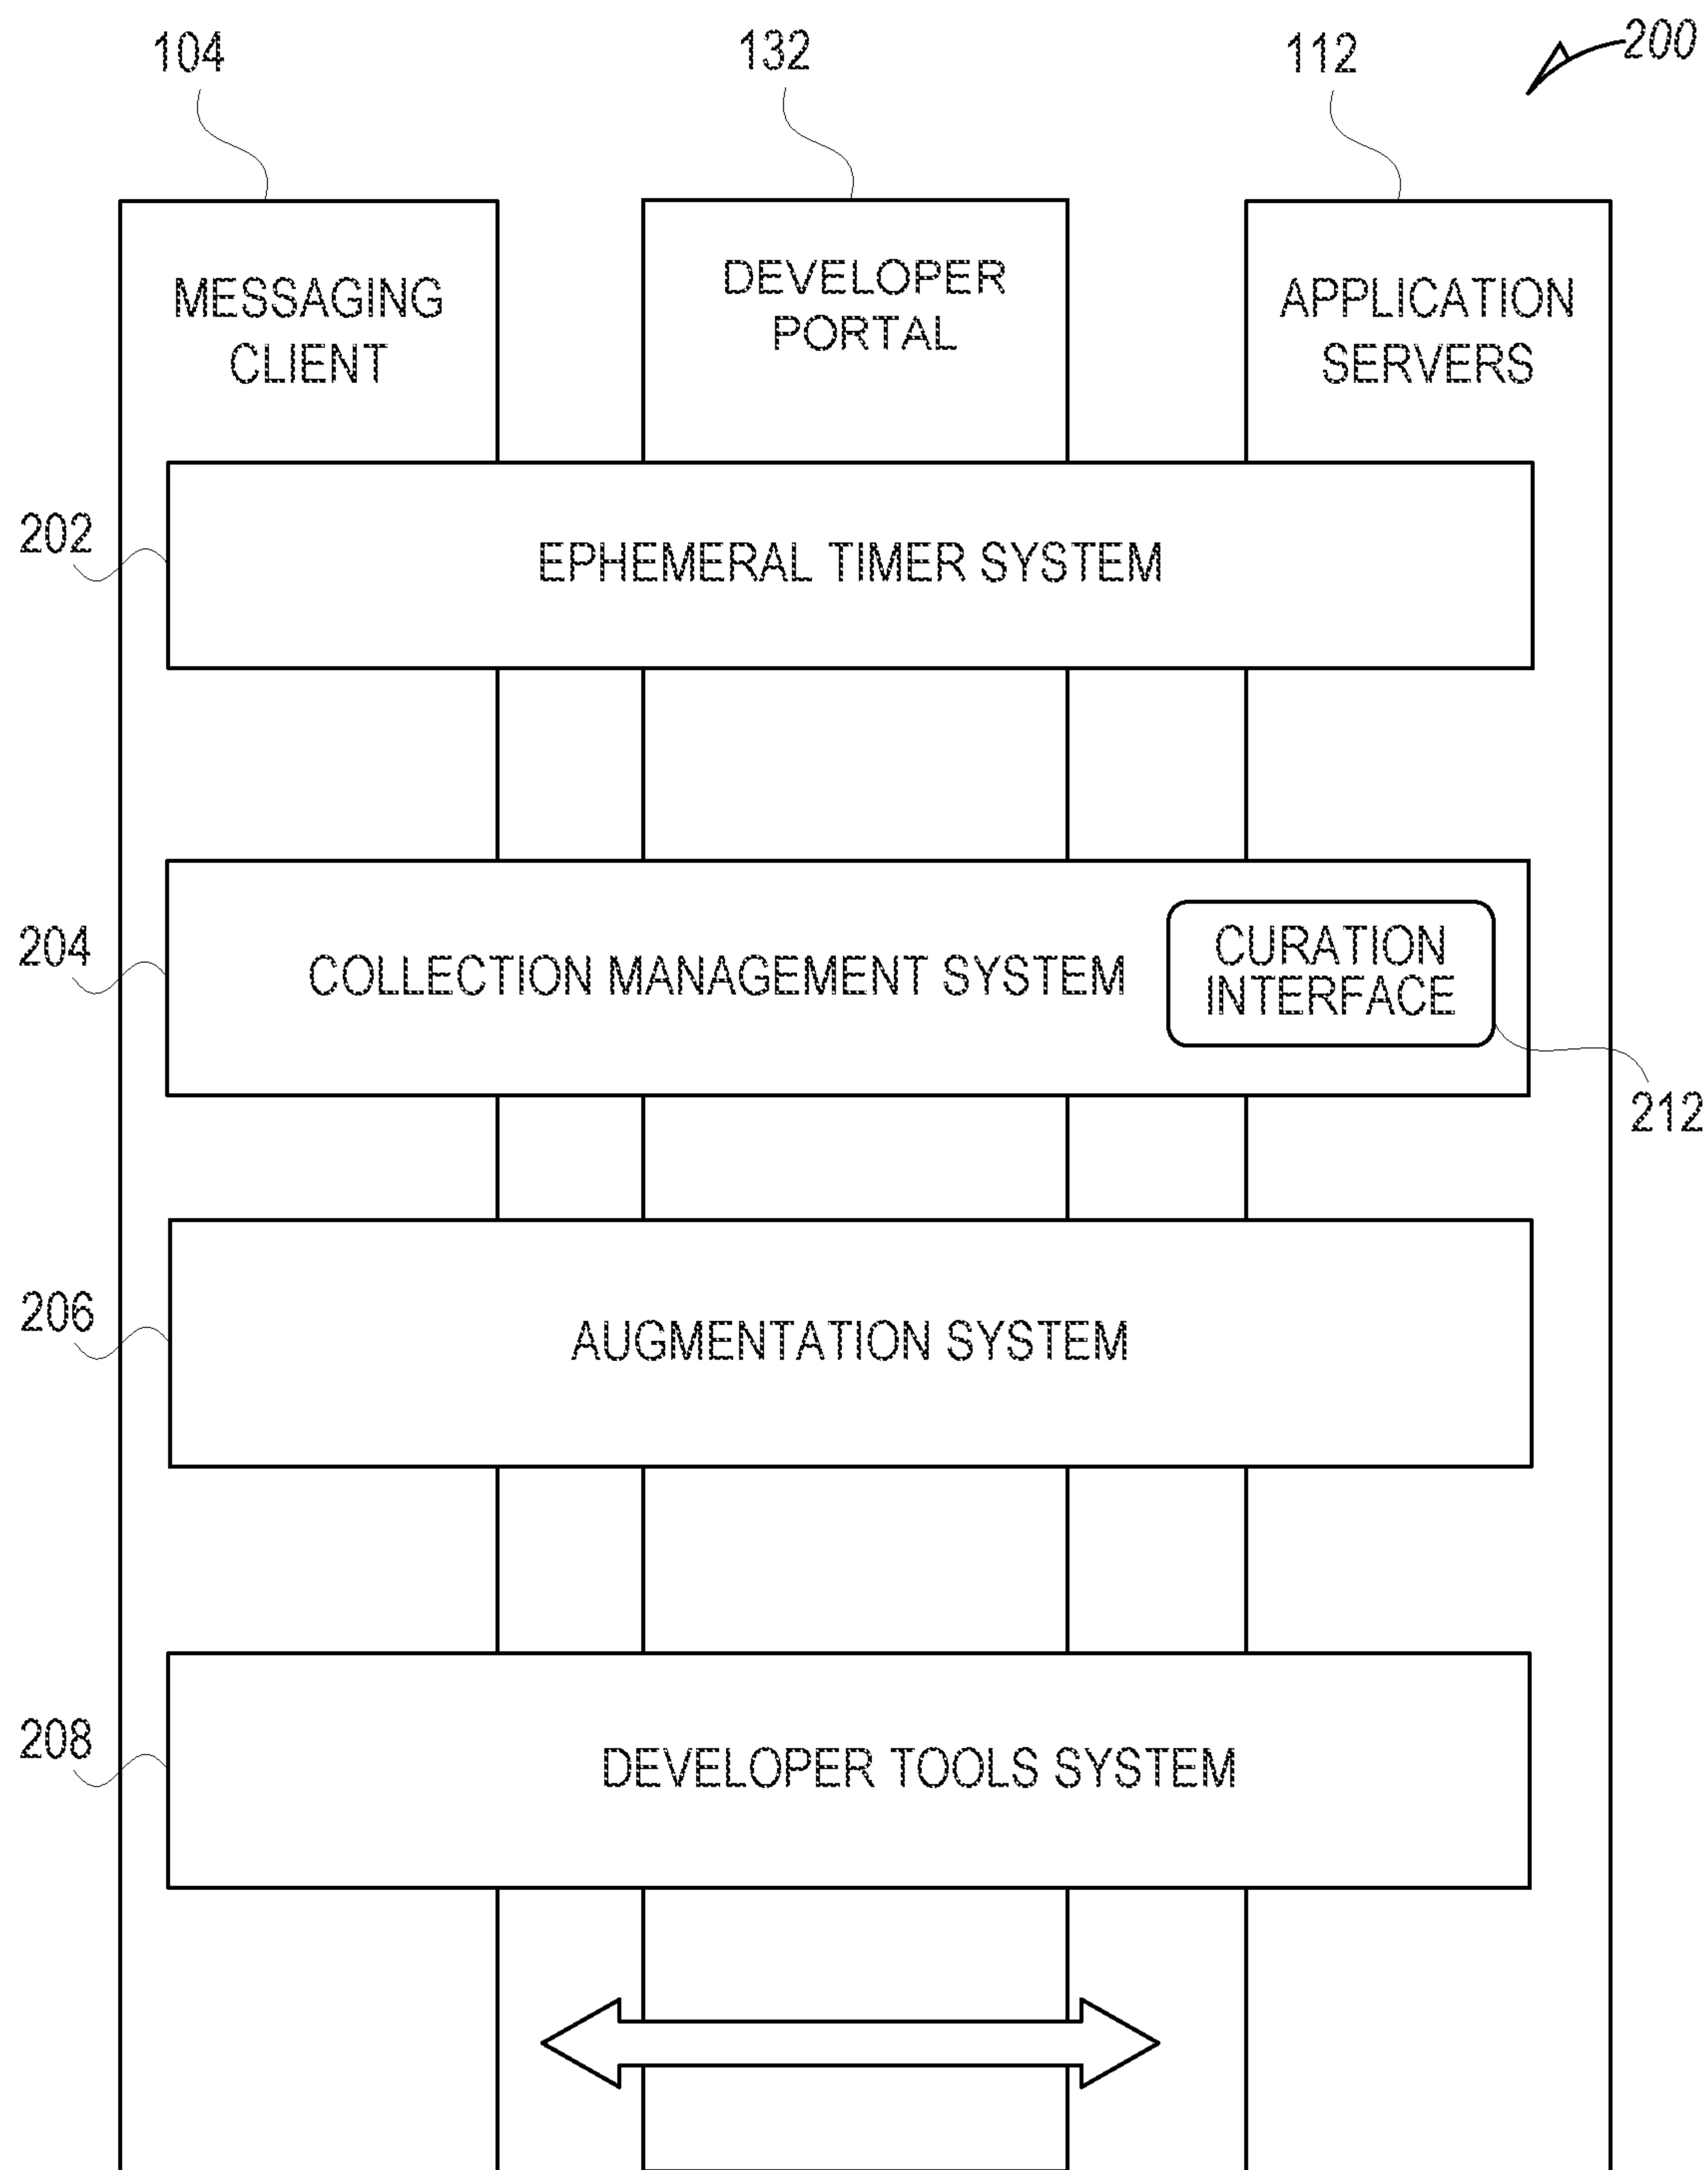 104
132
112
200
MESSAGING
CLIENT
DEVELOPER
PORTAL
APPLICATION
SERVERS
202
EPHEMERAL TIMER SYSTEM
204
COLLECTION MANAGEMENT SYSTEM
CURATION
INTERFACE
212
206
AUGMENTATION SYSTEM
208
DEVELOPER TOOLS SYSTEM